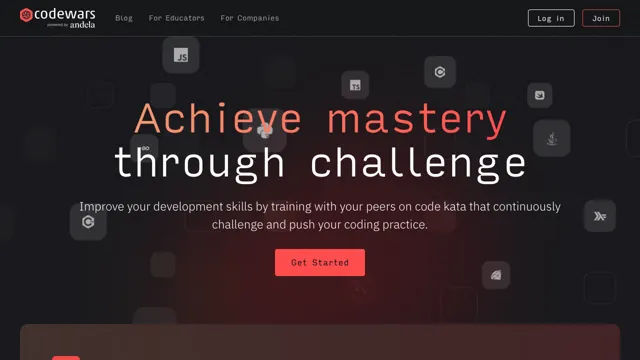 codewars
powered by andela
Blog
For Educators
For Companies
Log in
Join
JS
TS
GO
Achieve mastery
through challenge
Improve your development skills by training with your peers on code kata that continuously
challenge and push your coding practice.
Get Started